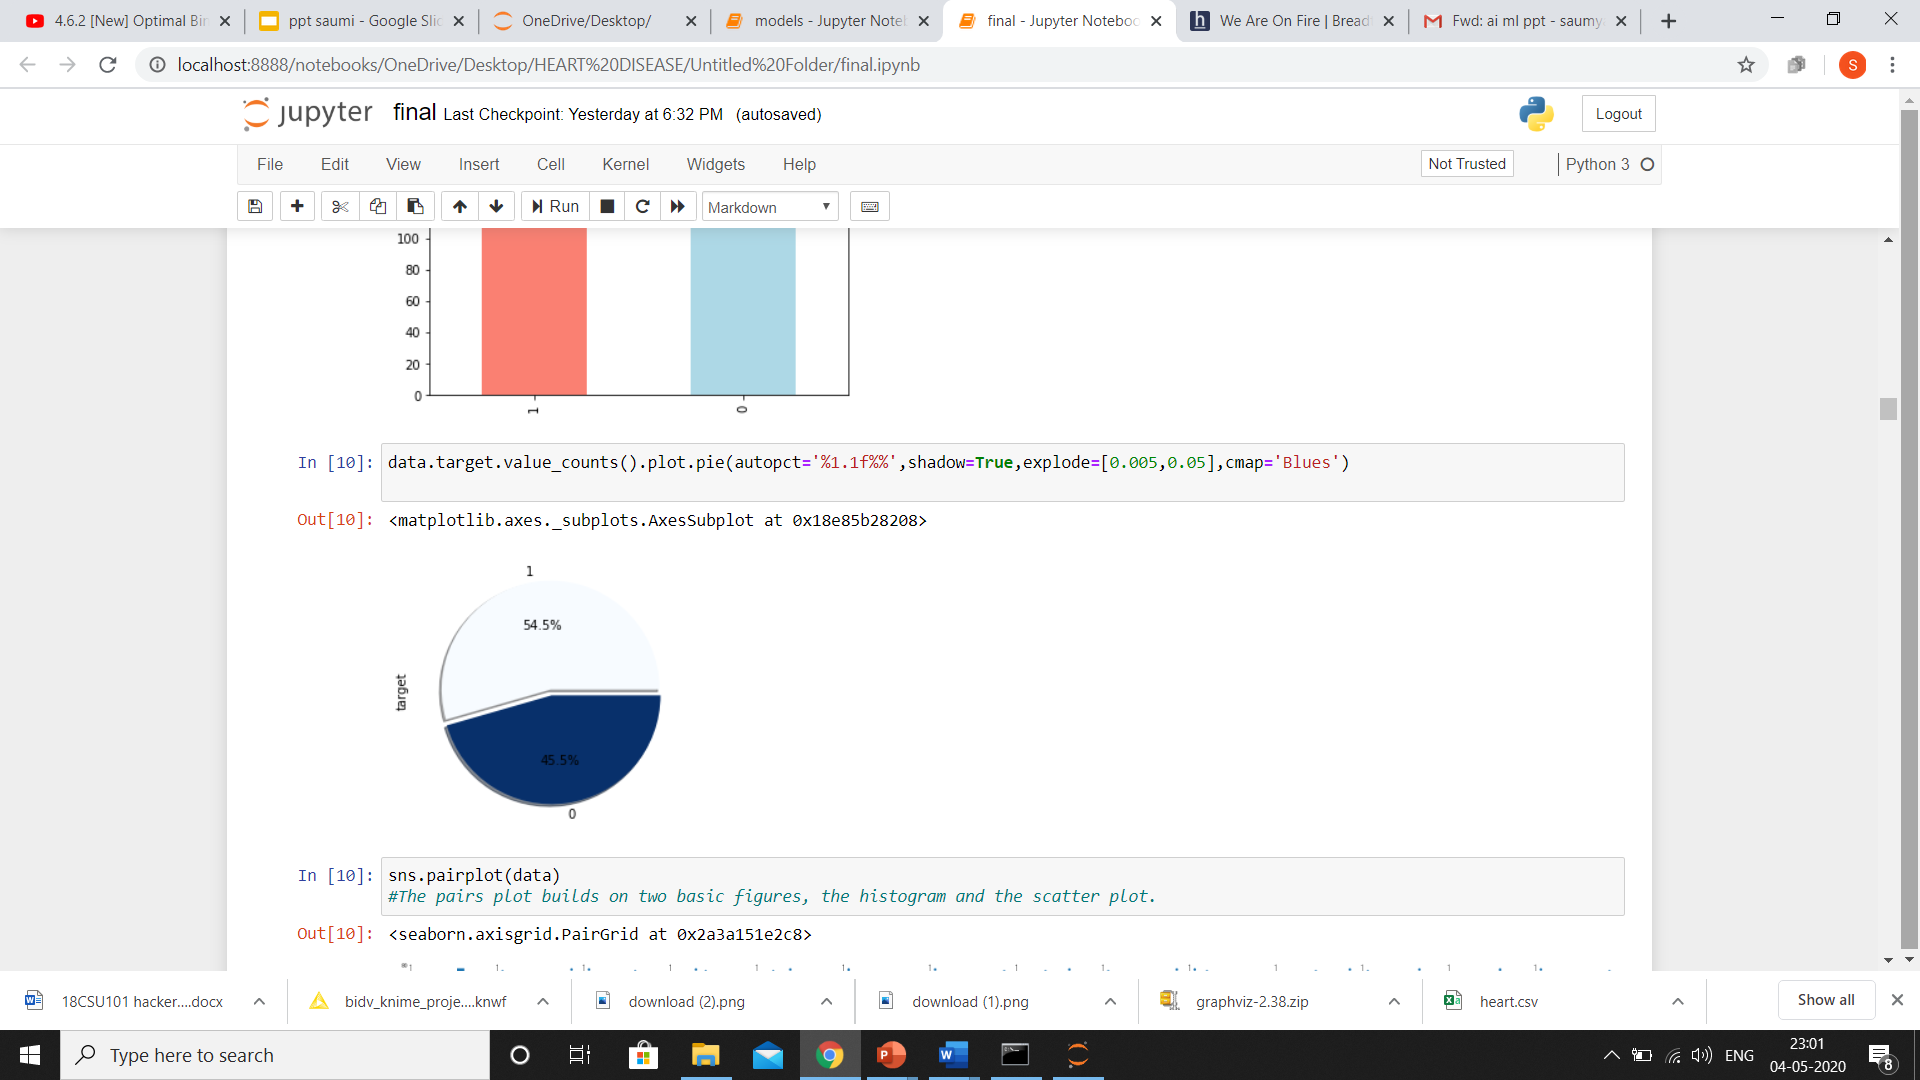 4.6.2 [New] Optimal Bin
ppt saumi - Google Slid
OneDrive/Desktop/
models - Jupyter Notel
final - Jupyter Noteboo
We Are On Fire | Bread
Fwd: ai ml ppt - saumy
localhost:8888/notebooks/OneDrive/Desktop/HEART%20DISEASE/Untitled%20Folder/final.ipynb
S
jupyter final Last Checkpoint: Yesterday at 6:32 PM (autosaved)
Logout
File Edit View Insert Cell Kernel Widgets Help
Not Trusted
Python 3
Run
Markdown
100
80
60
40
20
0
1
0
In [10]: data.target.value_counts().plot.pie(autopct='%1.1f%%',shadow=True,explode=[0.005,0.05],cmap='Blues')
Out[10]: <matplotlib.axes._subplots.AxesSubplot at 0x18e85b28208>
1
54.5%
target
45.5%
0
In [10]: sns.pairplot(data)
#The pairs plot builds on two basic figures, the histogram and the scatter plot.
Out[10]: <seaborn.axisgrid.PairGrid at 0x2a3a151e2c8>
18CSU101 hacker....docx
bidv_knime_proje....knwf
download (2).png
download (1).png
graphviz-2.38.zip
heart.csv
Show all
Type here to search
ENG
23:01
04-05-2020
8